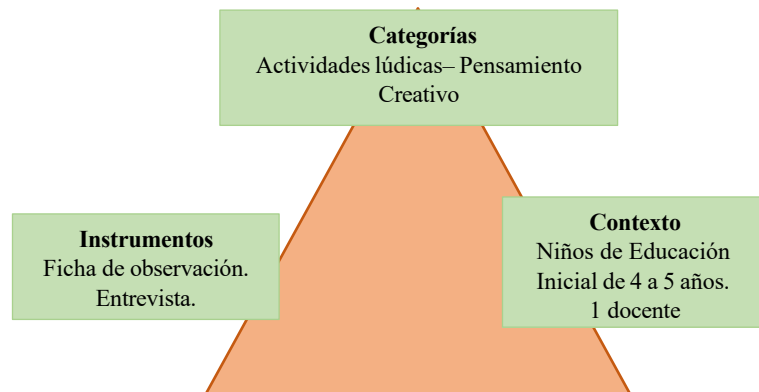 Categorías
Actividades lúdicas– Pensamiento
Creativo
Instrumentos
Ficha de observación.
Entrevista.
Contexto
Niños de Educación
Inicial de 4 a 5 años.
1 docente